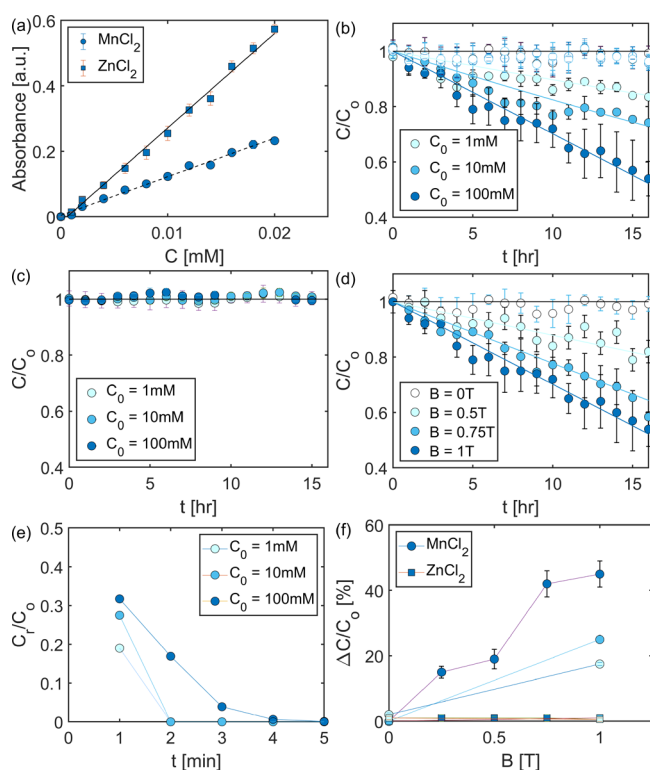 (a)
0.6
0.4
0.2
0
Absorbance [a.u.]
MnCl₂
ZnCl₂
0
0.01
0.02
C [mM]
(b)
1
0.8
0.6
0.4
C/Cₒ
C₀ = 1mM
C₀ = 10mM
C₀ = 100mM
0
5
10
15
t [hr]
(c)
1
0.8
0.6
0.4
C/Cₒ
C₀ = 1mM
C₀ = 10mM
C₀ = 100mM
0
5
10
15
t [hr]
(d)
1
0.8
0.6
0.4
C/Cₒ
B = 0T
B = 0.5T
B = 0.75T
B = 1T
0
5
10
15
t [hr]
(e)
0.5
0.4
0.3
0.2
0.1
0
Cᵣ/Cₒ
C₀ = 1mM
C₀ = 10mM
C₀ = 100mM
0
1
2
3
4
5
t [min]
(f)
60
40
20
0
ΔC/Cₒ [%]
MnCl₂
ZnCl₂
0
0.5
1
B [T]